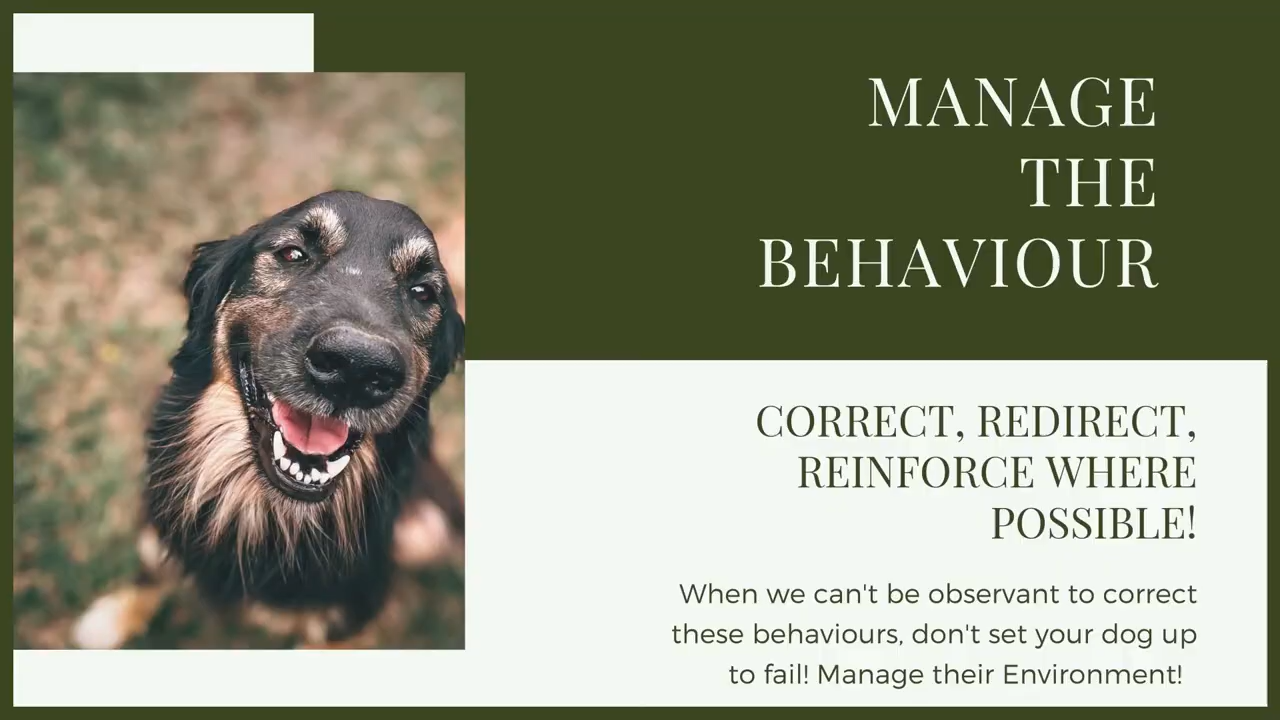 MANAGE
THE
BEHAVIOUR
CORRECT, REDIRECT,
REINFORCE WHERE
POSSIBLE!
When we can't be observant to correct
these behaviours, don't set your dog up
to fail! Manage their Environment!